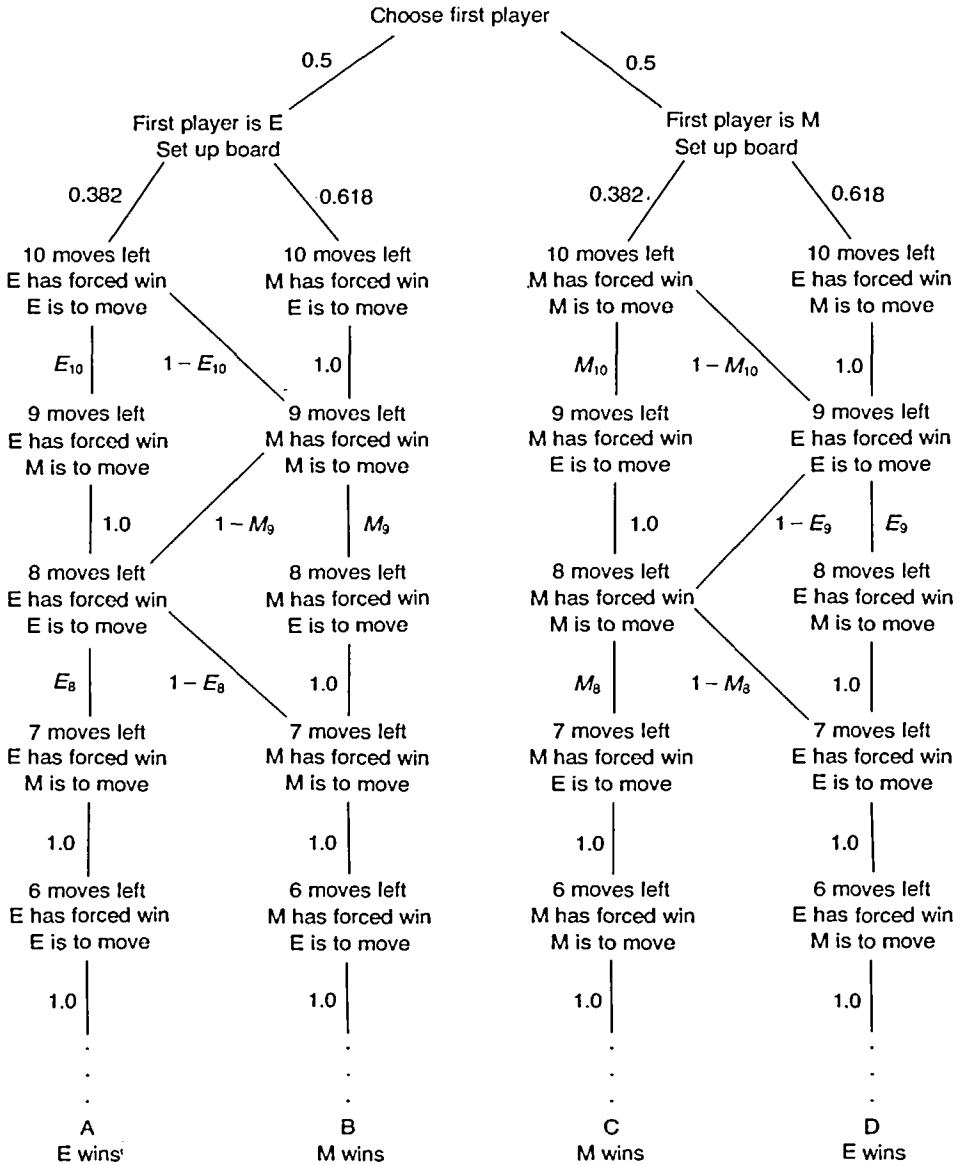 Choose first player
0.5 0.5
First player is E First player is M
Set up board Set up board
0.382 0.618 0.382 0.618
10 moves left 10 moves left 10 moves left 10 moves left
E has forced win M has forced win M has forced win E has forced win
E is to move E is to move M is to move M is to move
E10 1 – E10 1.0 M10 1 – M10 1.0
9 moves left 9 moves left 9 moves left 9 moves left
E has forced win M has forced win M has forced win E has forced win
M is to move M is to move E is to move E is to move
1.0 1 – M9 M9 1.0 1 – E9 E9
8 moves left 8 moves left 8 moves left 8 moves left
E has forced win M has forced win M has forced win E has forced win
E is to move E is to move M is to move M is to move
E8 1 – E8 1.0 M8 1 – M8 1.0
7 moves left 7 moves left 7 moves left 7 moves left
E has forced win M has forced win M has forced win E has forced win
M is to move M is to move E is to move E is to move
1.0 1.0 1.0 1.0
6 moves left 6 moves left 6 moves left 6 moves left
E has forced win M has forced win M has forced win E has forced win
E is to move E is to move M is to move M is to move
1.0 1.0 1.0 1.0
. . . .
. . . .
. . . .
A B C D
E wins M wins M wins E wins